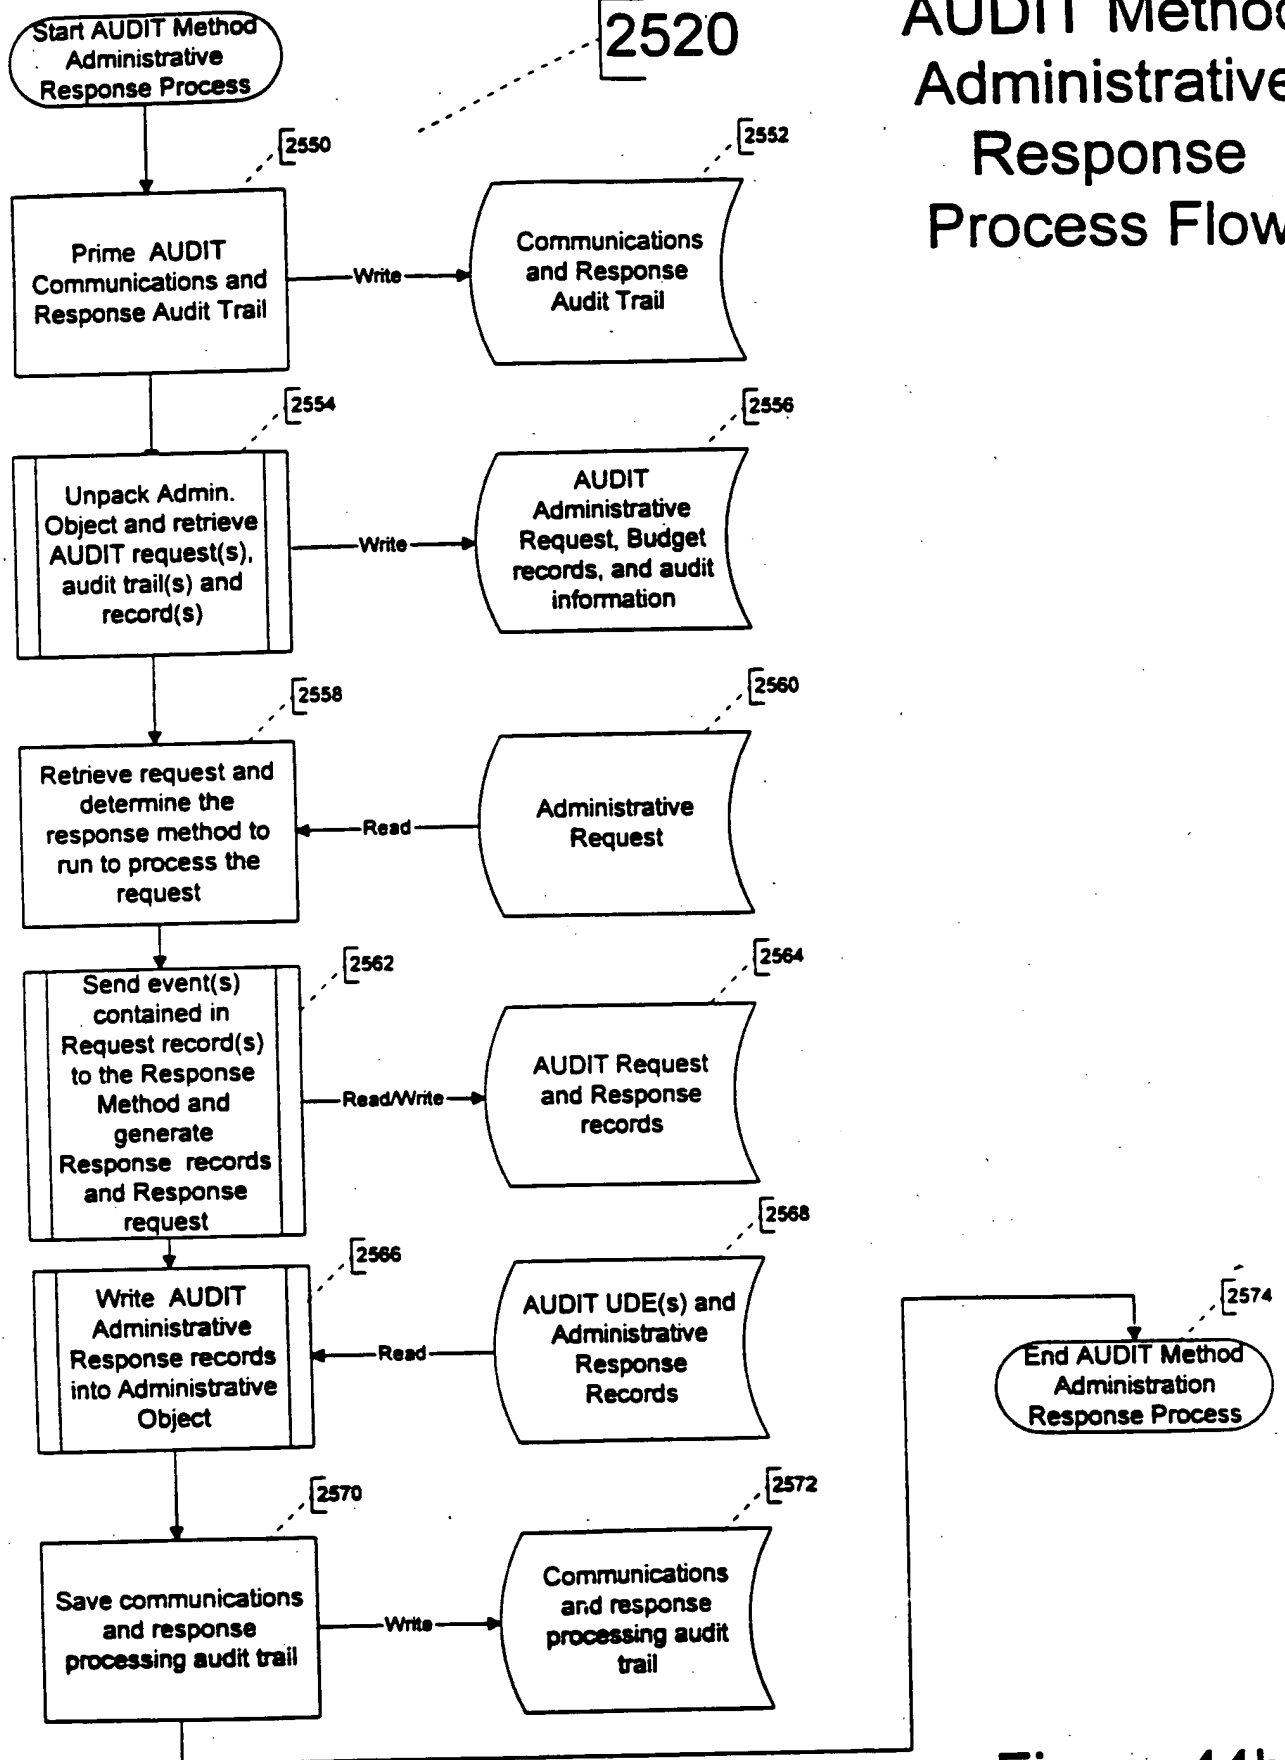 Start AUDIT Method
Administrative
Response Process
2520
AUDIT Method
Administrative
Response
Process Flow
2550
Prime AUDIT
Communications and
Response Audit Trail
Write
2552
Communications
and Response
Audit Trail
2554
Unpack Admin.
Object and retrieve
AUDIT request(s),
audit trail(s) and
record(s)
Write
2556
AUDIT
Administrative
Request, Budget
records, and audit
information
2558
Retrieve request and
determine the
response method to
run to process the
request
Read
2560
Administrative
Request
2562
Send event(s)
contained in
Request record(s)
to the Response
Method and
generate
Response records
and Response
request
Read/Write
2564
AUDIT Request
and Response
records
2566
Write AUDIT
Administrative
Response records
into Administrative
Object
Read
2568
AUDIT UDE(s) and
Administrative
Response
Records
2570
Save communications
and response
processing audit trail
Write
2572
Communications
and response
processing audit
trail
2574
End AUDIT Method
Administration
Response Process